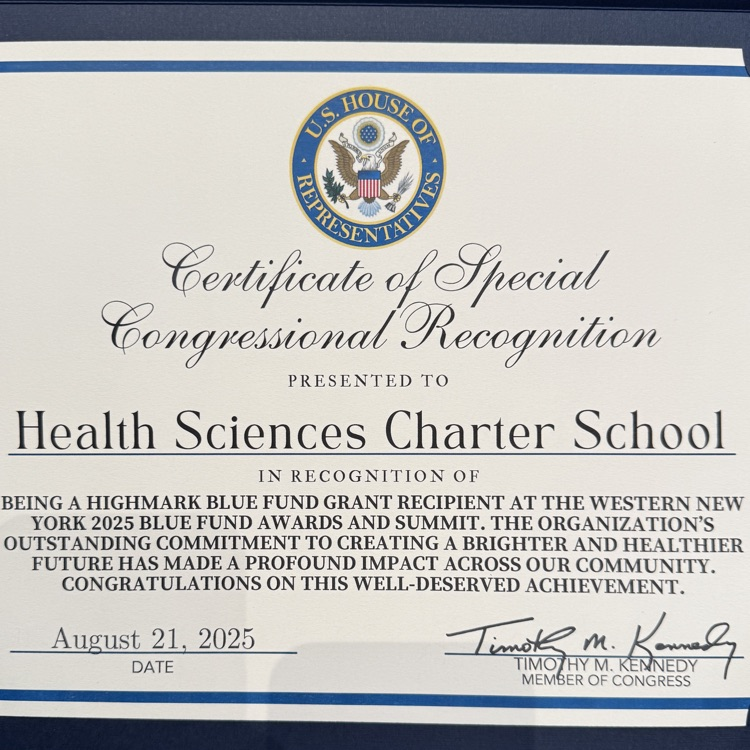 U.S. HOUSE OF
REPRESENTATIVES
Certificate of Special
Congressional Recognition
PRESENTED TO
Health Sciences Charter School
IN RECOGNITION OF
BEING A HIGHMARK BLUE FUND GRANT RECIPIENT AT THE WESTERN NEW
YORK 2025 BLUE FUND AWARDS AND SUMMIT. THE ORGANIZATION'S
OUTSTANDING COMMITMENT TO CREATING A BRIGHTER AND HEALTHIER
FUTURE HAS MADE A PROFOUND IMPACT ACROSS OUR COMMUNITY.
CONGRATULATIONS ON THIS WELL-DESERVED ACHIEVEMENT.
August 21, 2025
DATE
Timothy M. Kennedy
TIMOTHY M. KENNEDY
MEMBER OF CONGRESS